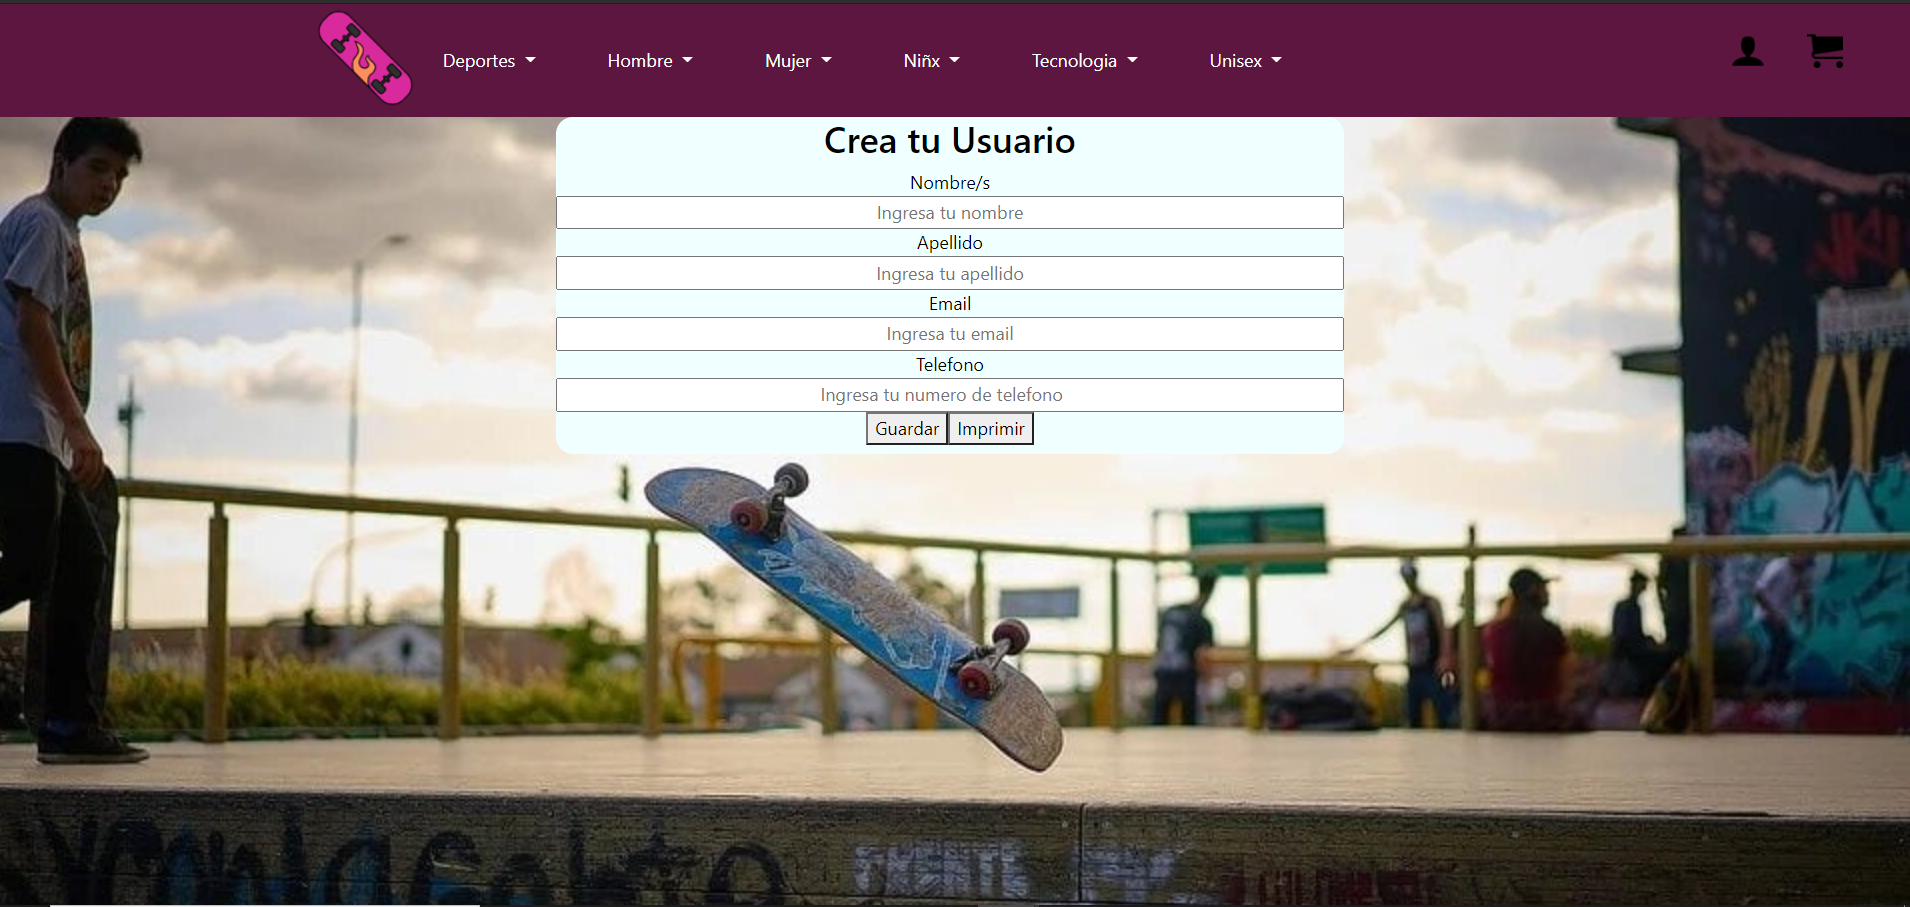 Deportes Hombre Mujer Niñx Tecnologia Unisex
Crea tu Usuario
Nombre/s
Ingresa tu nombre
Apellido
Ingresa tu apellido
Email
Ingresa tu email
Telefono
Ingresa tu numero de telefono
Guardar Imprimir